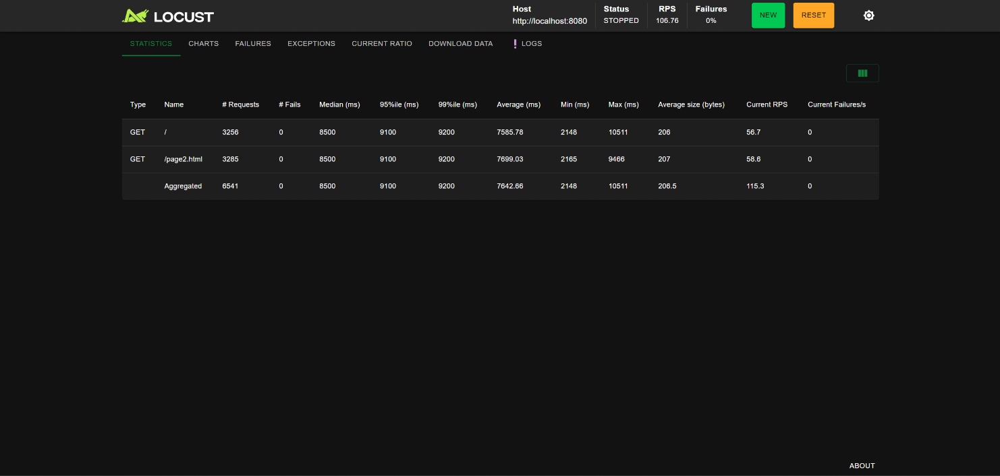 LOCUST
Host
http://localhost:8080
Status
STOPPED
RPS
106.76
Failures
0%
NEW
RESET
STATISTICS CHARTS FAILURES EXCEPTIONS CURRENT RATIO DOWNLOAD DATA LOGS
Type Name # Requests # Fails Median (ms) 95%ile (ms) 99%ile (ms) Average (ms) Min (ms) Max (ms) Average size (bytes) Current RPS Current Failures/s
GET / 3256 0 8500 9100 9200 7585.78 2148 10511 206 56.7 0
GET /page2.html 3285 0 8500 9100 9200 7699.03 2165 9466 207 58.6 0
Aggregated 6541 0 8500 9100 9200 7642.66 2148 10511 206.5 115.3 0
ABOUT